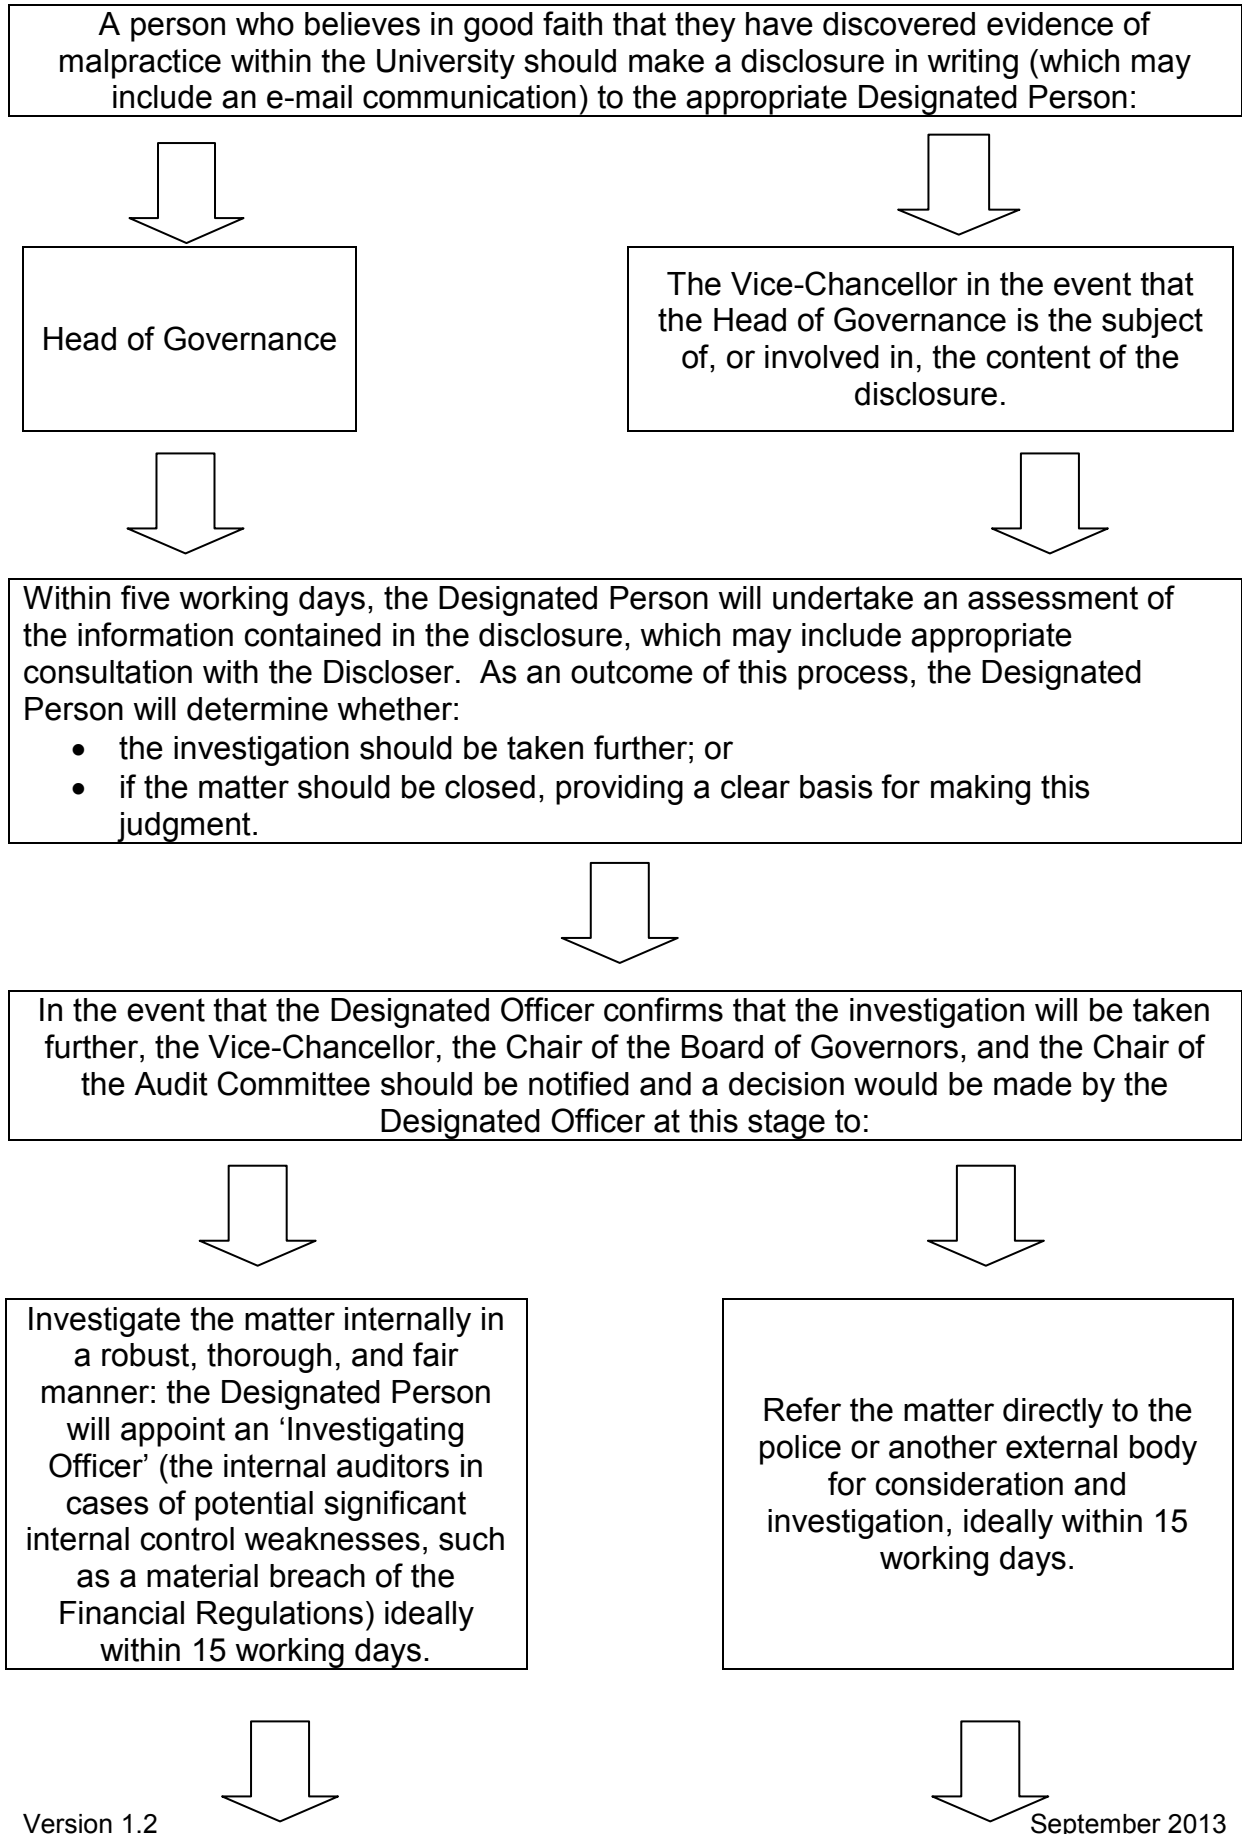 A person who believes in good faith that they have discovered evidence of
malpractice within the University should make a disclosure in writing (which may
include an e-mail communication) to the appropriate Designated Person:
Head of Governance
The Vice-Chancellor in the event that
the Head of Governance is the subject
of, or involved in, the content of the
disclosure.
Within five working days, the Designated Person will undertake an assessment of
the information contained in the disclosure, which may include appropriate
consultation with the Discloser.  As an outcome of this process, the Designated
Person will determine whether:
• the investigation should be taken further; or
• if the matter should be closed, providing a clear basis for making this
judgment.
In the event that the Designated Officer confirms that the investigation will be taken
further, the Vice-Chancellor, the Chair of the Board of Governors, and the Chair of
the Audit Committee should be notified and a decision would be made by the
Designated Officer at this stage to:
Investigate the matter internally in
a robust, thorough, and fair
manner: the Designated Person
will appoint an ‘Investigating
Officer’ (the internal auditors in
cases of potential significant
internal control weaknesses, such
as a material breach of the
Financial Regulations) ideally
within 15 working days.
Refer the matter directly to the
police or another external body
for consideration and
investigation, ideally within 15
working days.
Version 1.2
September 2013